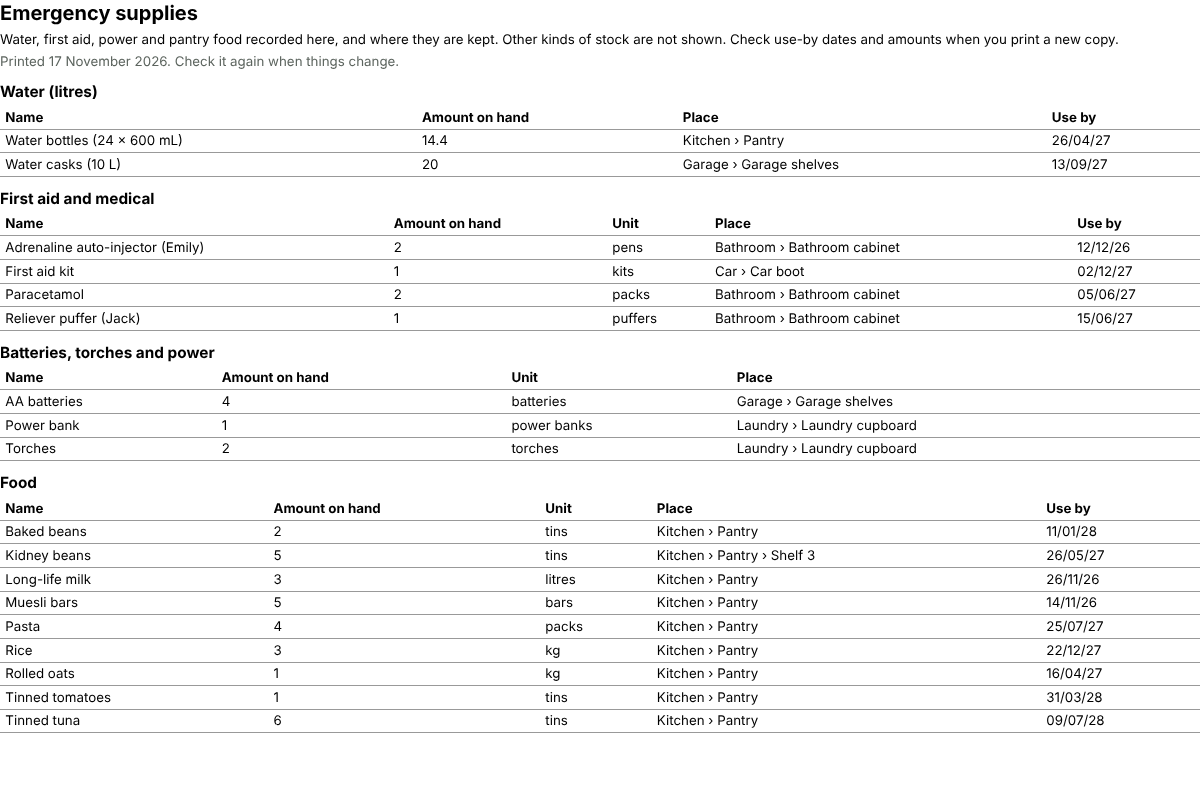 Emergency supplies
Water, first aid, power and pantry food recorded here, and where they are kept. Other kinds of stock are not shown. Check use-by dates and amounts when you print a new copy.
Printed 17 November 2026. Check it again when things change.
Water (litres)
Name Amount on hand Place Use by
Water bottles (24 × 600 mL) 14.4 Kitchen › Pantry 26/04/27
Water casks (10 L) 20 Garage › Garage shelves 13/09/27
First aid and medical
Name Amount on hand Unit Place Use by
Adrenaline auto-injector (Emily) 2 pens Bathroom › Bathroom cabinet 12/12/26
First aid kit 1 kits Car › Car boot 02/12/27
Paracetamol 2 packs Bathroom › Bathroom cabinet 05/06/27
Reliever puffer (Jack) 1 puffers Bathroom › Bathroom cabinet 15/06/27
Batteries, torches and power
Name Amount on hand Unit Place
AA batteries 4 batteries Garage › Garage shelves
Power bank 1 power banks Laundry › Laundry cupboard
Torches 2 torches Laundry › Laundry cupboard
Food
Name Amount on hand Unit Place Use by
Baked beans 2 tins Kitchen › Pantry 11/01/28
Kidney beans 5 tins Kitchen › Pantry › Shelf 3 26/05/27
Long-life milk 3 litres Kitchen › Pantry 26/11/26
Muesli bars 5 bars Kitchen › Pantry 14/11/26
Pasta 4 packs Kitchen › Pantry 25/07/27
Rice 3 kg Kitchen › Pantry 22/12/27
Rolled oats 1 kg Kitchen › Pantry 16/04/27
Tinned tomatoes 1 tins Kitchen › Pantry 31/03/28
Tinned tuna 6 tins Kitchen › Pantry 09/07/28